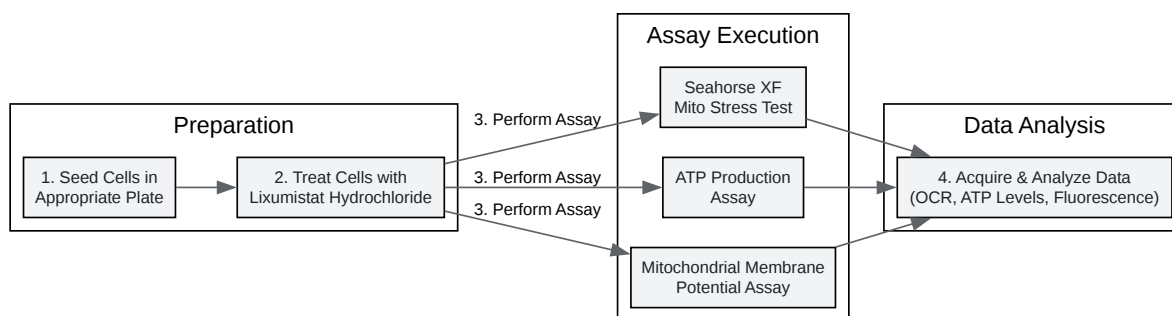 Preparation
1. Seed Cells in
Appropriate Plate
2. Treat Cells with
Lixumistat Hydrochloride
3. Perform Assay
3. Perform Assay
3. Perform Assay
Assay Execution
Seahorse XF
Mito Stress Test
ATP Production
Assay
Mitochondrial Membrane
Potential Assay
Data Analysis
4. Acquire & Analyze Data
(OCR, ATP Levels, Fluorescence)